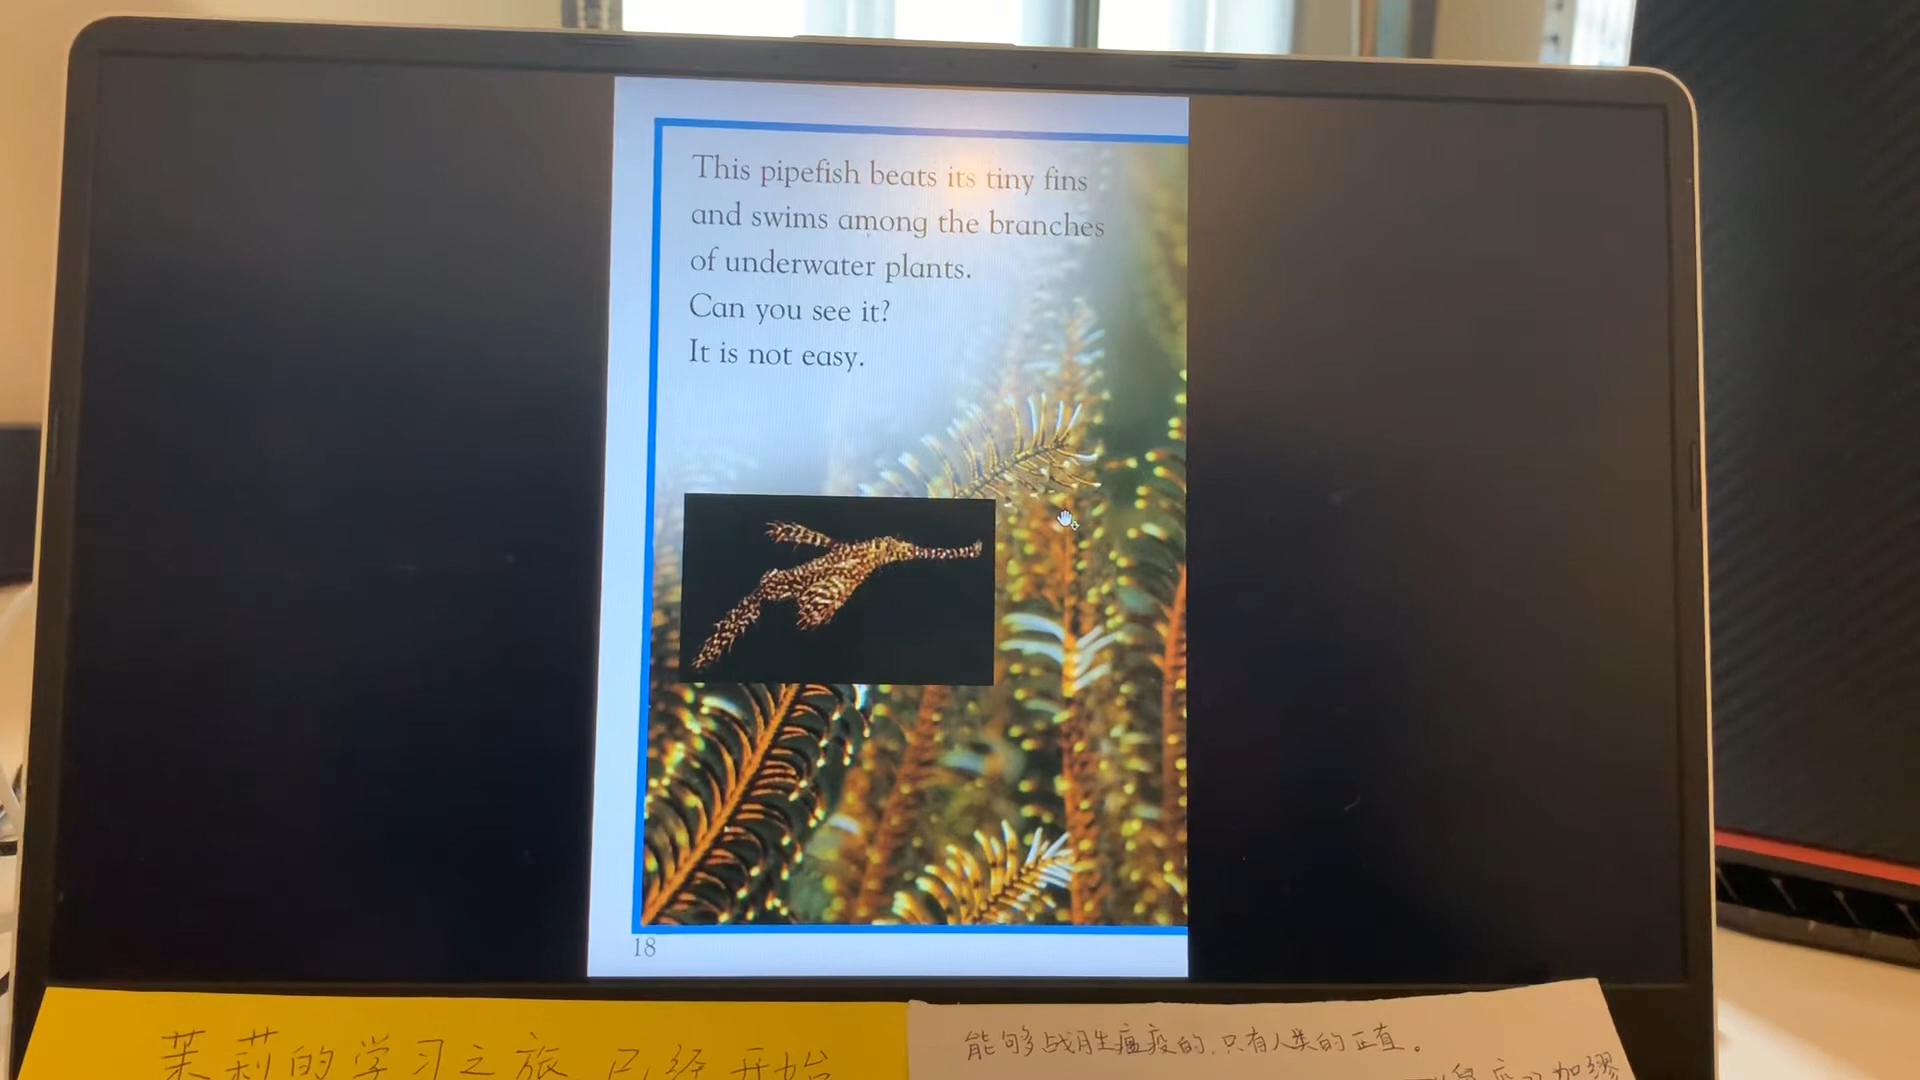 This pipefish beats its tiny fins
and swims among the branches
of underwater plants.
Can you see it?
It is not easy.
18
茉莉的学习之旅 已经开始
能够战胜瘟疫的,只有人类的正直。
加缪